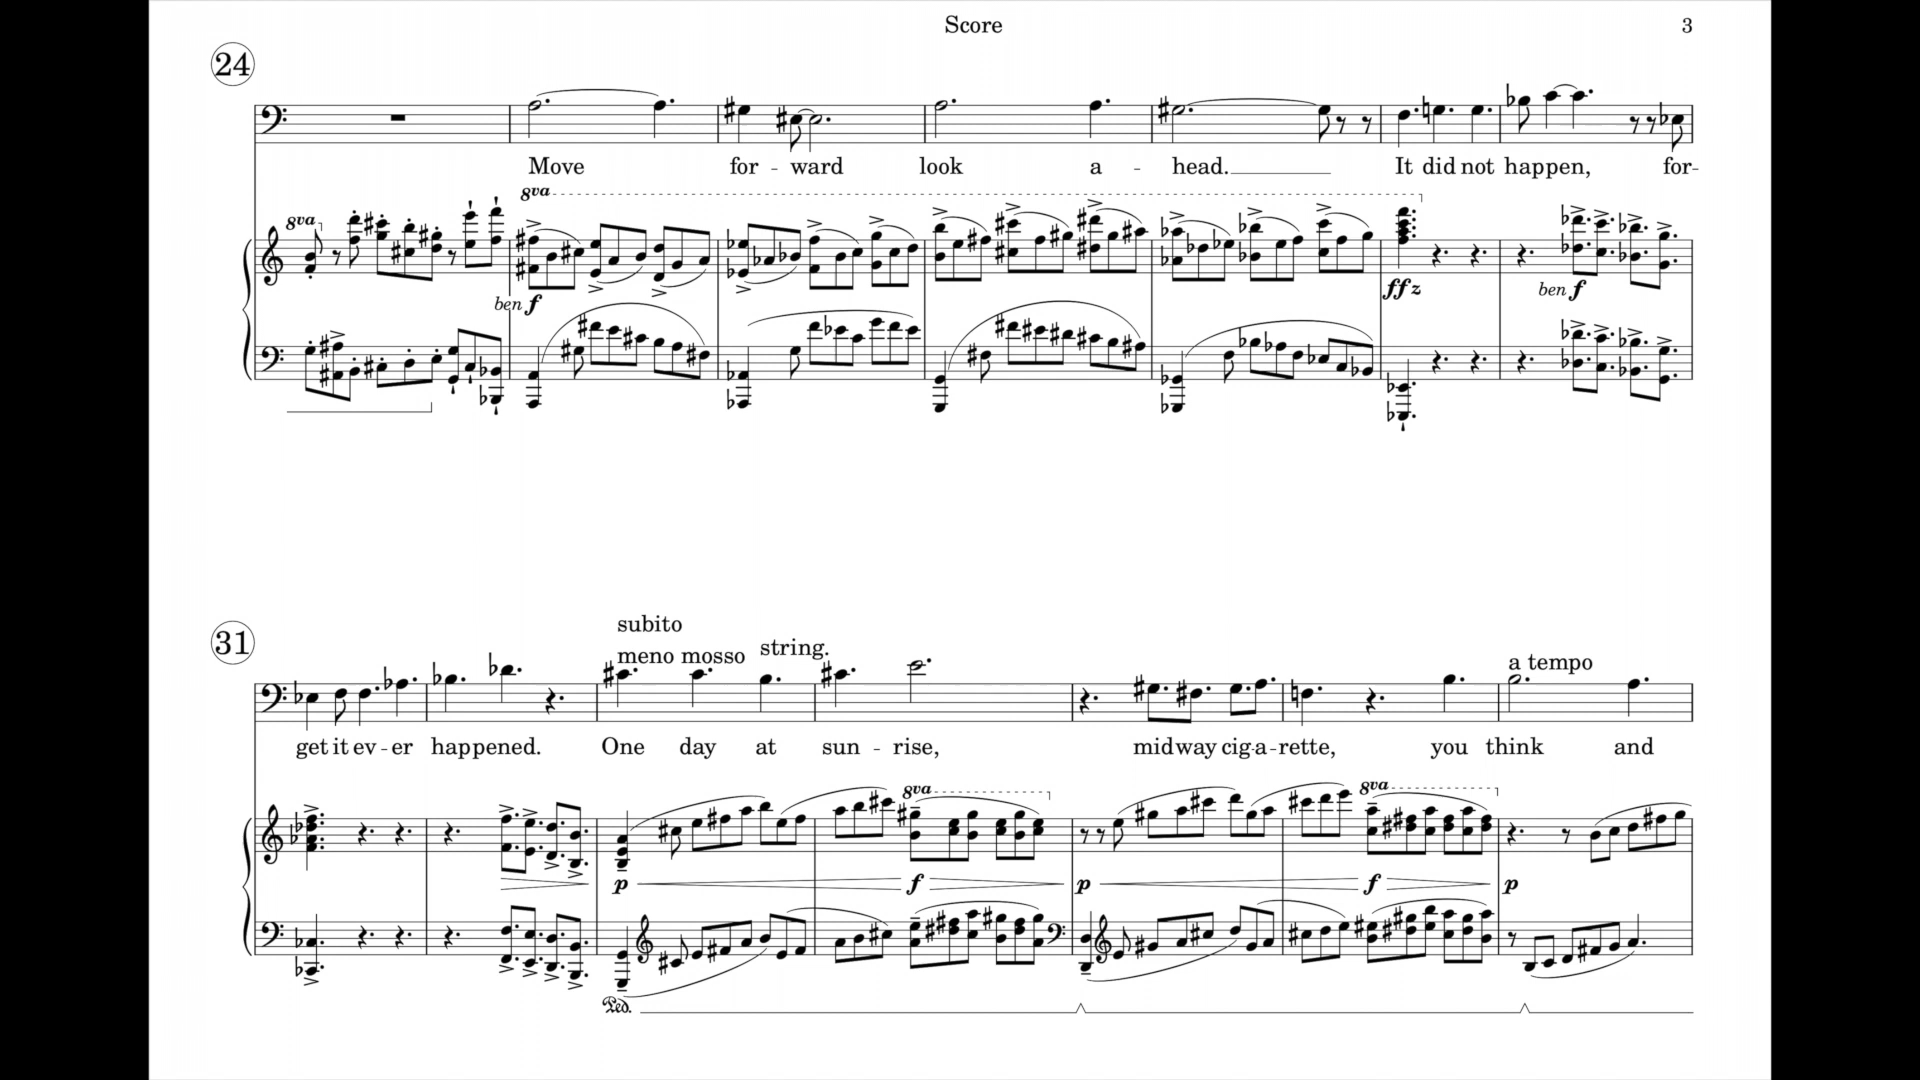 Score 3
24
Move for - ward look a - head. It did not happen, for-
8va 8va
ben f ffz ben f
31
subito
meno mosso string. a tempo
get it ev - er happened. One day at sun - rise, midway cig-a-rette, you think and
8va 8va
p f p f p
Ped.